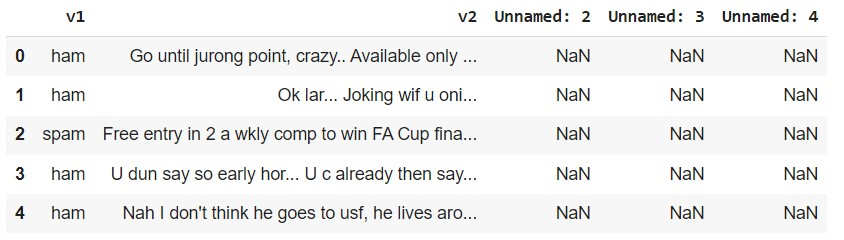 v1 v2 Unnamed: 2 Unnamed: 3 Unnamed: 4
0 ham Go until jurong point, crazy.. Available only ... NaN NaN NaN
1 ham Ok lar... Joking wif u oni... NaN NaN NaN
2 spam Free entry in 2 a wkly comp to win FA Cup fina... NaN NaN NaN
3 ham U dun say so early hor... U c already then say... NaN NaN NaN
4 ham Nah I don't think he goes to usf, he lives aro... NaN NaN NaN